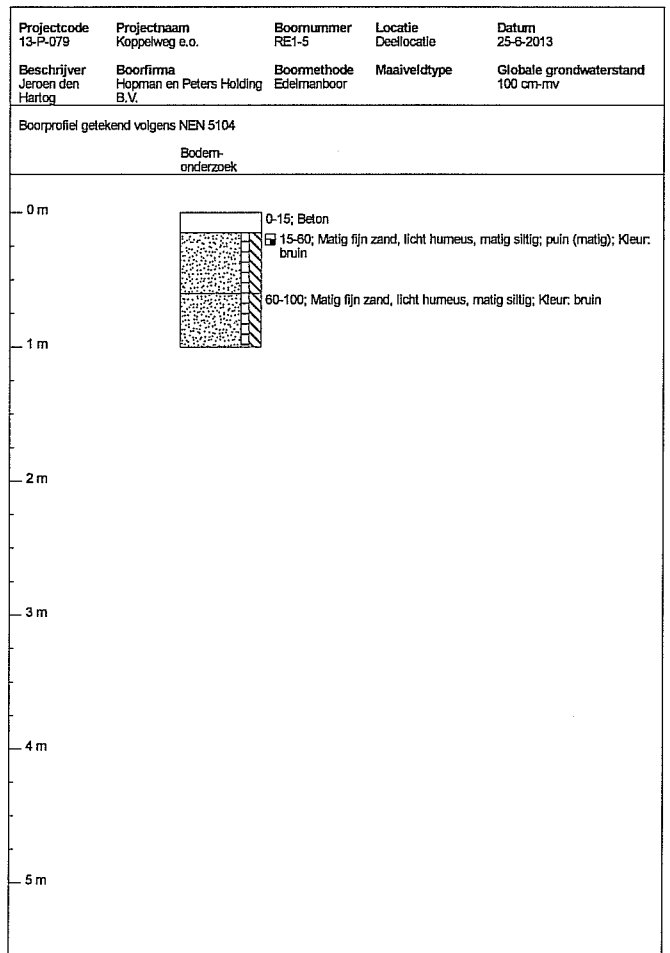 Projectcode Projectnaam Boornummer Locatie Datum
13-P-079 Koppelweg e.o. RE1-5 Deellocatie 25-6-2013
Beschrijver Boorfirma Boormethode Maaiveldtype Globale grondwaterstand
Jeroen den Hopman en Peters Holding Edelmanboor 100 cm-mv
Hartog B.V.
Boorprofiel getekend volgens NEN 5104
Bodem-
onderzoek
0 m
0-15; Beton
15-60; Matig fijn zand, licht humeus, matig siltig; puin (matig); Kleur:
bruin
60-100; Matig fijn zand, licht humeus, matig siltig; Kleur: bruin
1 m
2 m
3 m
4 m
5 m